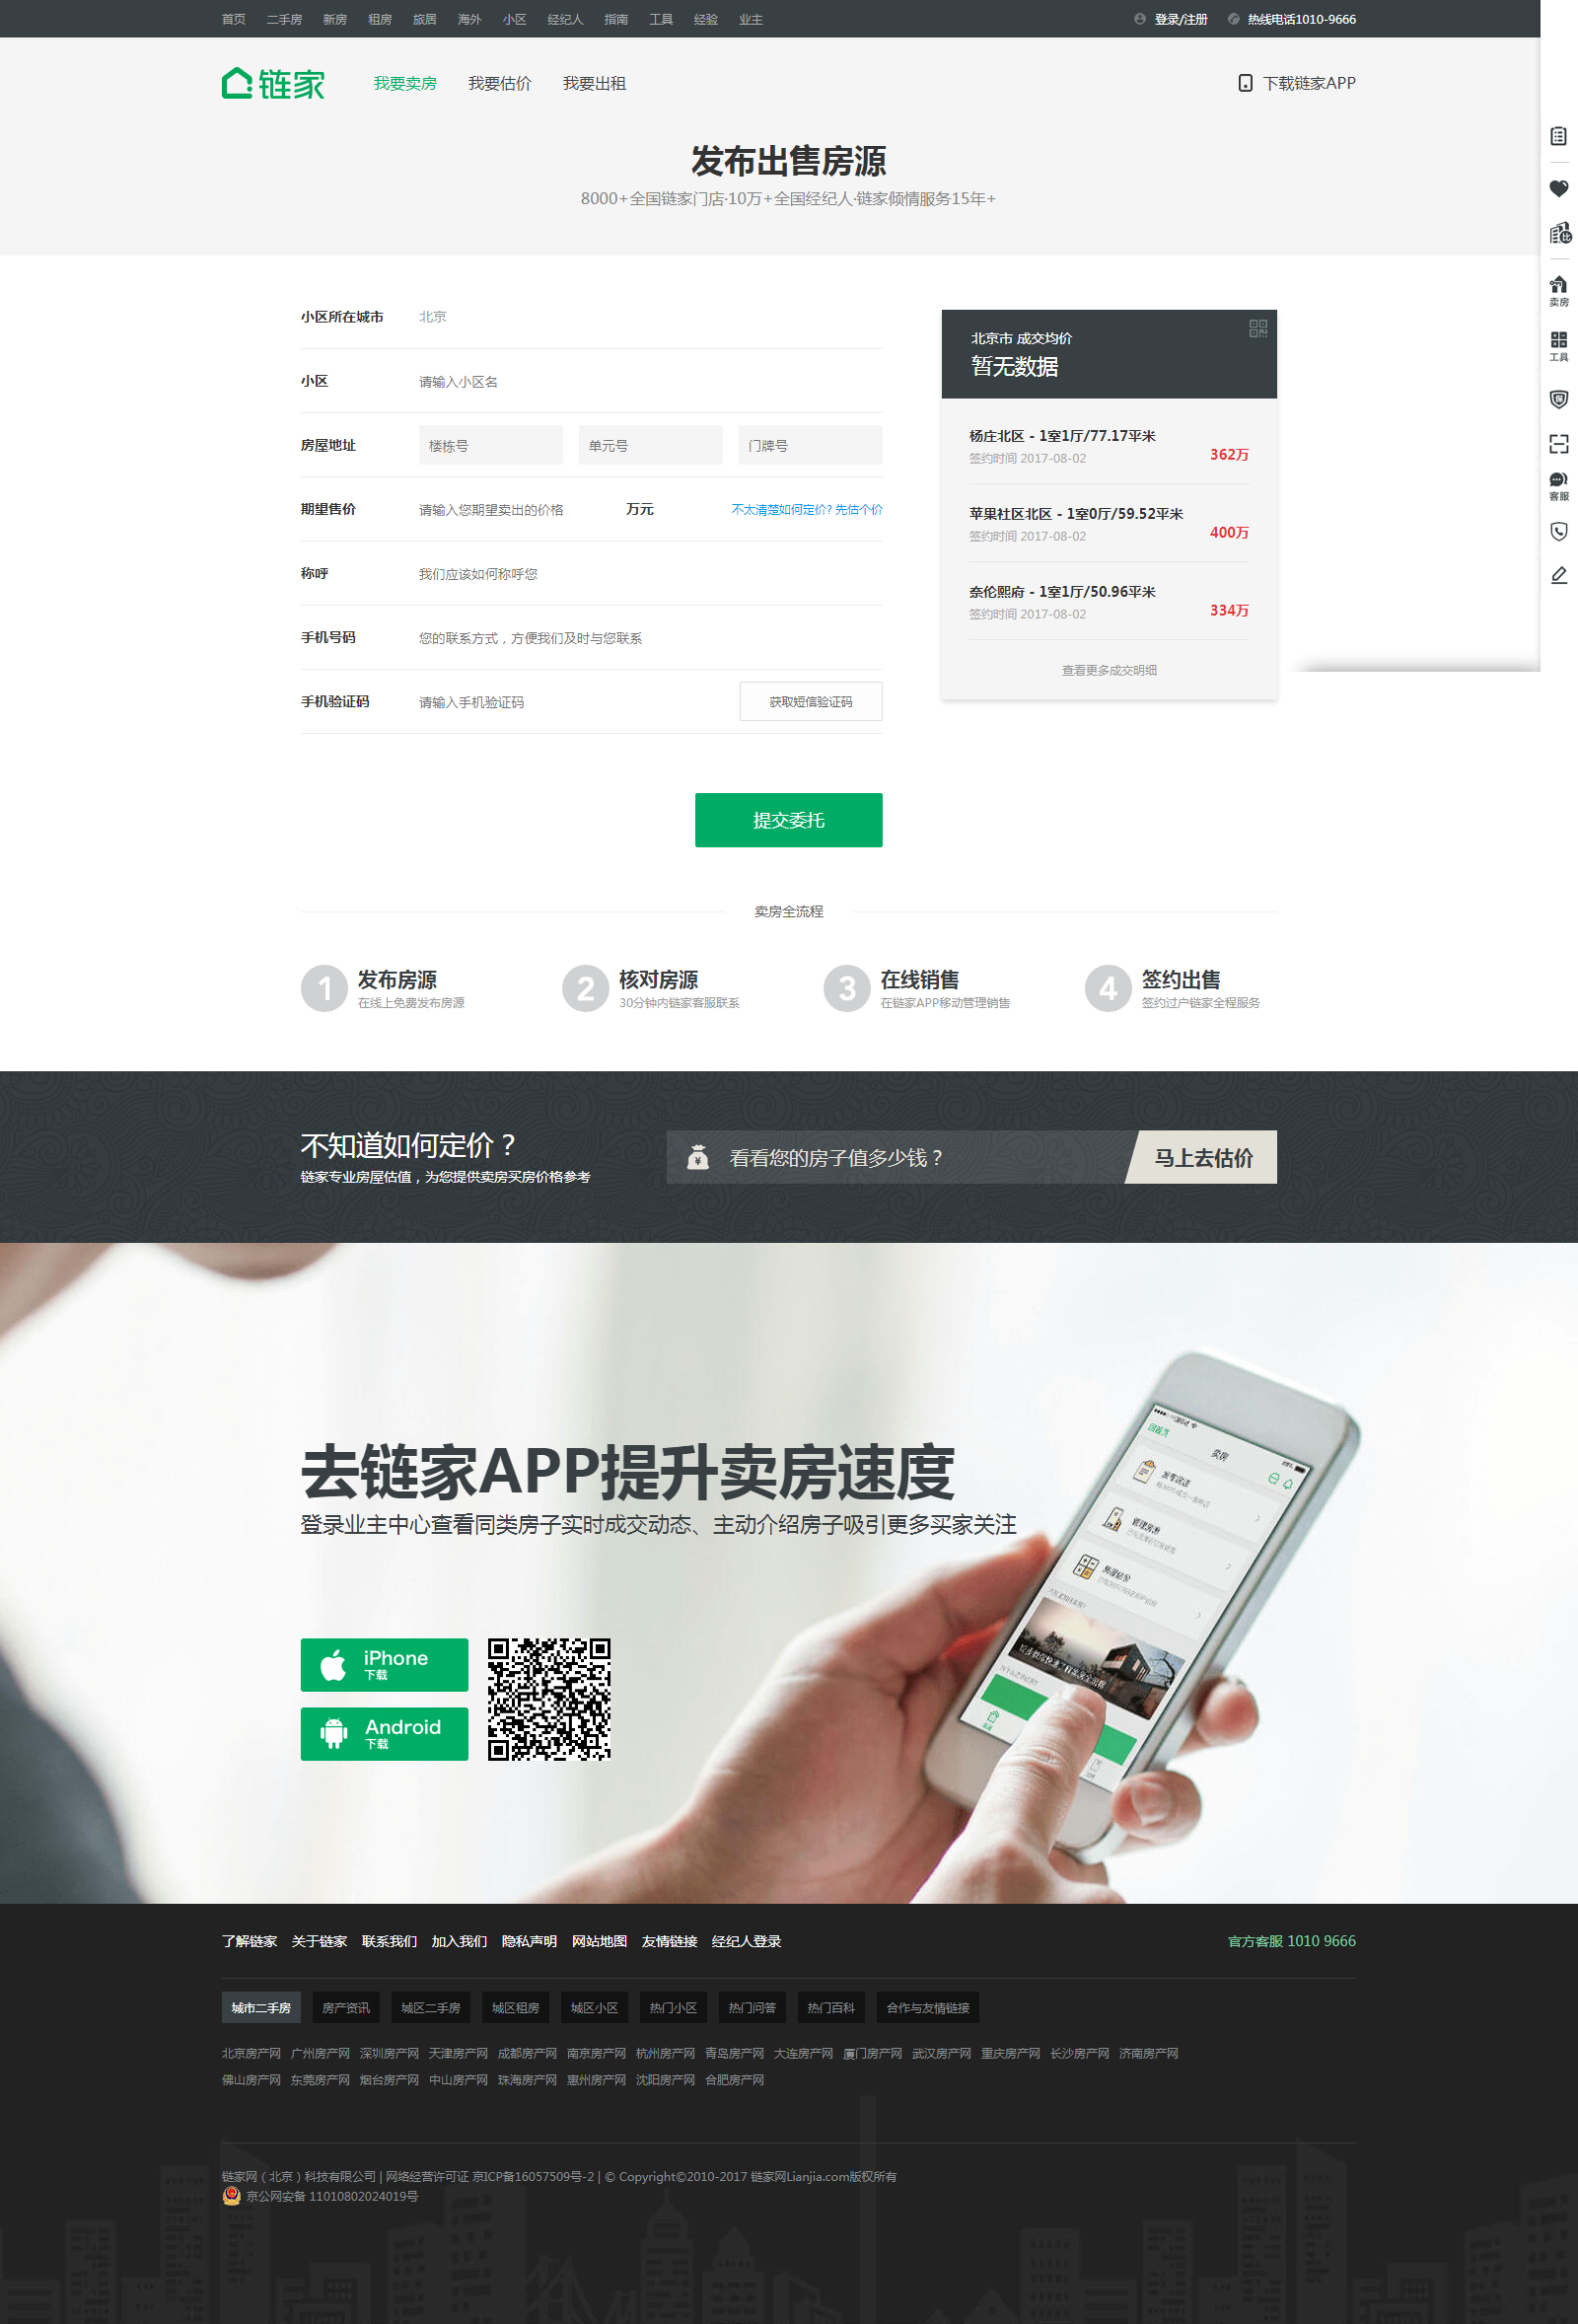 首页 二手房 新房 租房 旅居 海外 小区 经纪人 指南 工具 经验 业主 登录/注册 热线电话1010-9666
链家 我要卖房 我要估价 我要出租 下载链家APP
发布出售房源
8000+全国链家门店·10万+全国经纪人·链家倾情服务15年+
小区所在城市 北京
小区 请输入小区名
房屋地址 楼栋号 单元号 门牌号
期望售价 请输入您期望卖出的价格 万元 不太清楚如何定价? 先估个价
称呼 我们应该如何称呼您
手机号码 您的联系方式，方便我们及时与您联系
手机验证码 请输入手机验证码 获取短信验证码
提交委托
北京市 成交均价
暂无数据
杨庄北区 - 1室1厅/77.17平米
签约时间 2017-08-02 362万
苹果社区北区 - 1室0厅/59.52平米
签约时间 2017-08-02 400万
奈伦熙府 - 1室1厅/50.96平米
签约时间 2017-08-02 334万
查看更多成交明细
比
卖房
工具
客服
卖房全流程
1 发布房源
在线上免费发布房源
2 核对房源
30分钟内链家客服联系
3 在线销售
在链家APP移动管理销售
4 签约出售
签约过户链家全程服务
不知道如何定价？
链家专业房屋估值，为您提供卖房买房价格参考
¥ 看看您的房子值多少钱？ 马上去估价
去链家APP提升卖房速度
登录业主中心查看同类房子实时成交动态、主动介绍房子吸引更多买家关注
iPhone
下载
Android
下载
卖房
发布房源
管理房源
房屋估价
了解链家 关于链家 联系我们 加入我们 隐私声明 网站地图 友情链接 经纪人登录 官方客服 1010 9666
城市二手房 房产资讯 城区二手房 城区租房 城区小区 热门小区 热门问答 热门百科 合作与友情链接
北京房产网 广州房产网 深圳房产网 天津房产网 成都房产网 南京房产网 杭州房产网 青岛房产网 大连房产网 厦门房产网 武汉房产网 重庆房产网 长沙房产网 济南房产网
佛山房产网 东莞房产网 烟台房产网 中山房产网 珠海房产网 惠州房产网 沈阳房产网 合肥房产网
链家网（北京）科技有限公司 | 网络经营许可证 京ICP备16057509号-2 | © Copyright©2010-2017 链家网Lianjia.com版权所有
京公网安备 11010802024019号